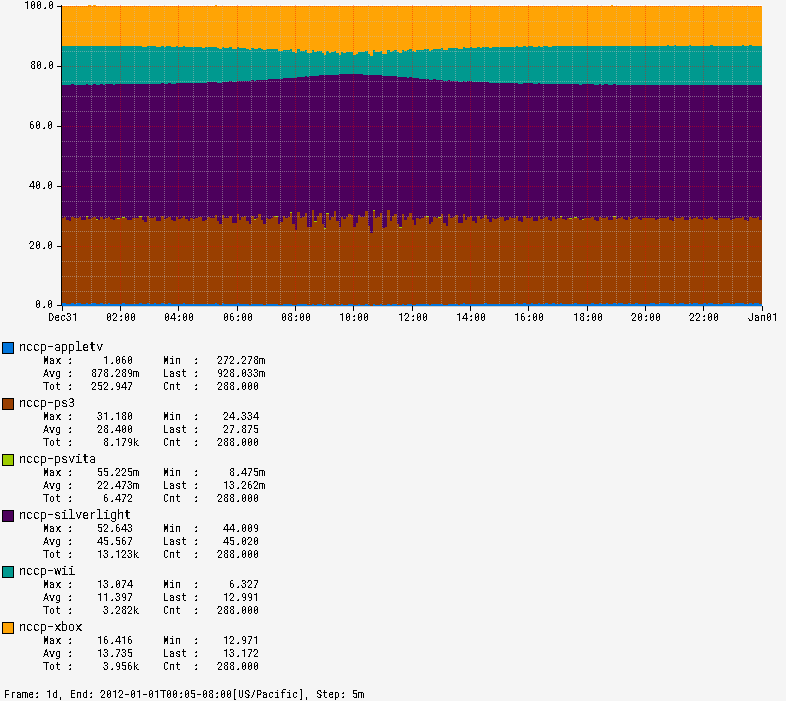 100.0
80.0
60.0
40.0
20.0
0.0
Dec31 02:00 04:00 06:00 08:00 10:00 12:00 14:00 16:00 18:00 20:00 22:00 Jan01
nccp-appletv
Max : 1.060 Min : 272.278m
Avg : 878.289m Last : 928.033m
Tot : 252.947 Cnt : 288.000
nccp-ps3
Max : 31.180 Min : 24.334
Avg : 28.400 Last : 27.875
Tot : 8.179k Cnt : 288.000
nccp-psvita
Max : 55.225m Min : 8.475m
Avg : 22.473m Last : 13.262m
Tot : 6.472 Cnt : 288.000
nccp-silverlight
Max : 52.643 Min : 44.009
Avg : 45.567 Last : 45.020
Tot : 13.123k Cnt : 288.000
nccp-wii
Max : 13.074 Min : 6.327
Avg : 11.397 Last : 12.991
Tot : 3.282k Cnt : 288.000
nccp-xbox
Max : 16.416 Min : 12.971
Avg : 13.735 Last : 13.172
Tot : 3.956k Cnt : 288.000
Frame: 1d, End: 2012-01-01T00:05-08:00[US/Pacific], Step: 5m